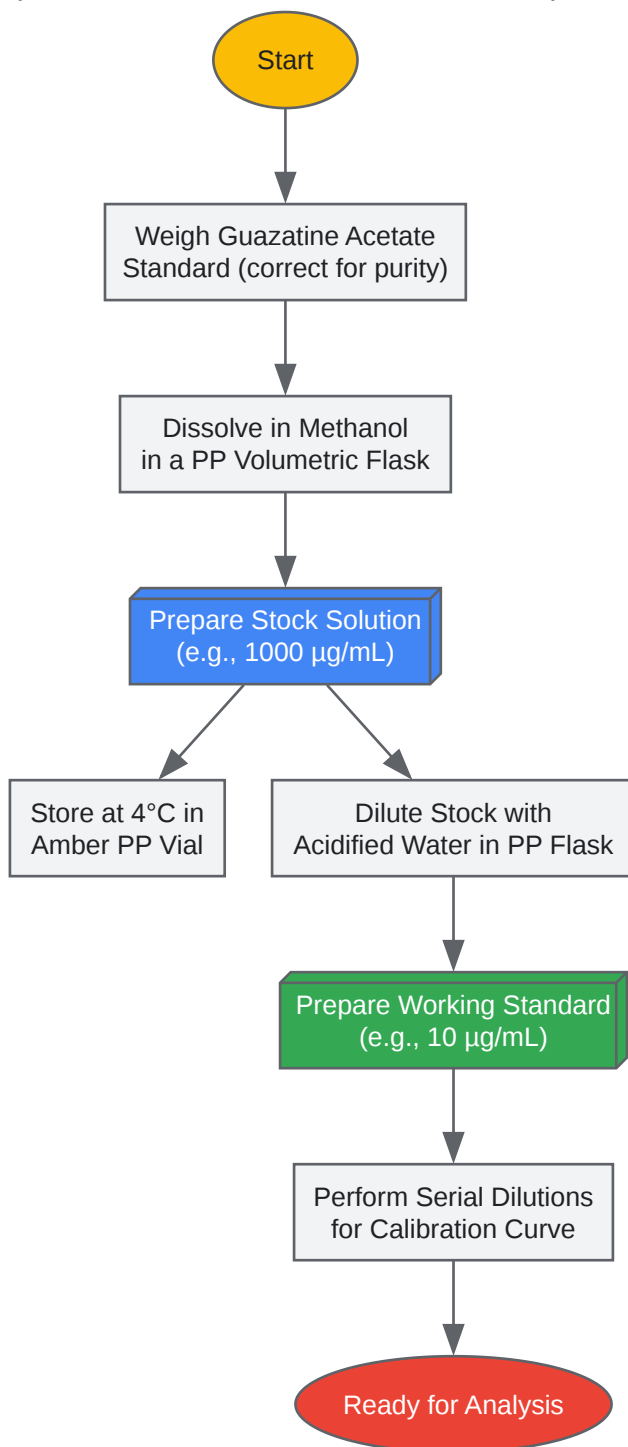 Start
Weigh Guazatine Acetate
Standard (correct for purity)
Dissolve in Methanol
in a PP Volumetric Flask
Prepare Stock Solution
(e.g., 1000 µg/mL)
Store at 4°C in
Amber PP Vial
Dilute Stock with
Acidified Water in PP Flask
Prepare Working Standard
(e.g., 10 µg/mL)
Perform Serial Dilutions
for Calibration Curve
Ready for Analysis